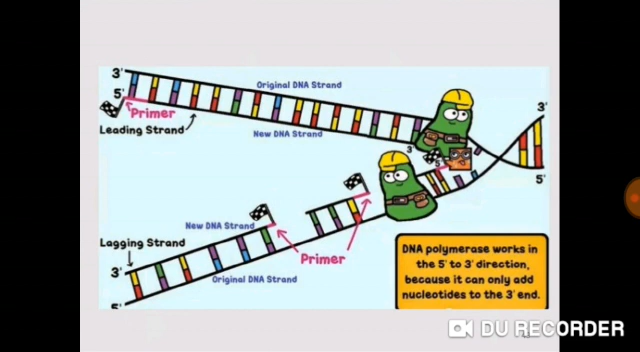 3'
Original DNA Strand
5'
Primer
Leading Strand
New DNA Strand
3'
3'
5'
5'
New DNA Strand
Lagging Strand
Primer
3'
Original DNA Strand
5'
DNA polymerase works in
the 5' to 3' direction,
because it can only add
nucleotides to the 3' end.
DU RECORDER